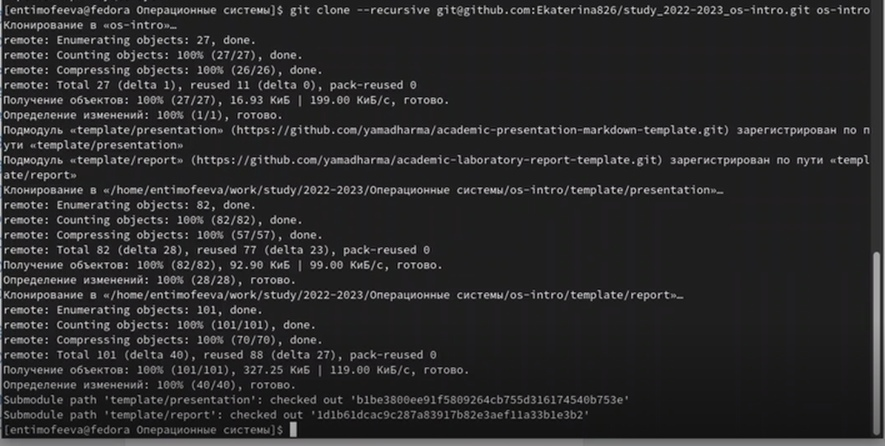 [entimofeeva@fedora Операционные системы]$ git clone --recursive git@github.com:Ekaterina826/study_2022-2023_os-intro.git os-intro
Клонирование в «os-intro»…
remote: Enumerating objects: 27, done.
remote: Counting objects: 100% (27/27), done.
remote: Compressing objects: 100% (26/26), done.
remote: Total 27 (delta 1), reused 11 (delta 0), pack-reused 0
Получение объектов: 100% (27/27), 16.93 КиБ | 199.00 КиБ/с, готово.
Определение изменений: 100% (1/1), готово.
Подмодуль «template/presentation» (https://github.com/yamadharma/academic-presentation-markdown-template.git) зарегистрирован по п
ути «template/presentation»
Подмодуль «template/report» (https://github.com/yamadharma/academic-laboratory-report-template.git) зарегистрирован по пути «templ
ate/report»
Клонирование в «/home/entimofeeva/work/study/2022-2023/Операционные системы/os-intro/template/presentation»…
remote: Enumerating objects: 82, done.
remote: Counting objects: 100% (82/82), done.
remote: Compressing objects: 100% (57/57), done.
remote: Total 82 (delta 28), reused 77 (delta 23), pack-reused 0
Получение объектов: 100% (82/82), 92.90 КиБ | 99.00 КиБ/с, готово.
Определение изменений: 100% (28/28), готово.
Клонирование в «/home/entimofeeva/work/study/2022-2023/Операционные системы/os-intro/template/report»…
remote: Enumerating objects: 101, done.
remote: Counting objects: 100% (101/101), done.
remote: Compressing objects: 100% (70/70), done.
remote: Total 101 (delta 40), reused 88 (delta 27), pack-reused 0
Получение объектов: 100% (101/101), 327.25 КиБ | 119.00 КиБ/с, готово.
Определение изменений: 100% (40/40), готово.
Submodule path 'template/presentation': checked out 'b1be3800ee91f5809264cb755d316174540b753e'
Submodule path 'template/report': checked out '1d1b61dcac9c287a83917b82e3aef11a33b1e3b2'
[entimofeeva@fedora Операционные системы]$